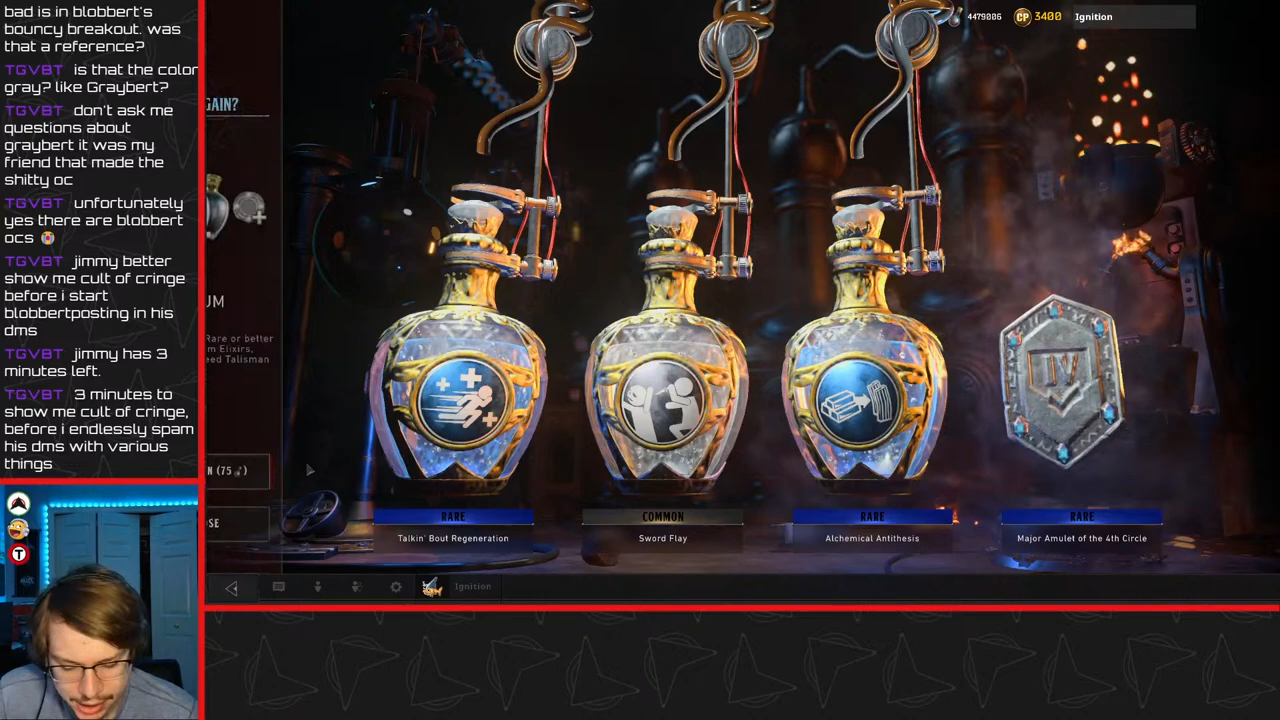 bad is in blobbert's
bouncy breakout. was
that a reference?
TGVBT is that the color
gray? like Graybert?
TGVBT don't ask me
questions about
graybert it was my
friend that made the
shitty oc
TGVBT unfortunately
yes there are blobbert
ocs
TGVBT jimmy better
show me cult of cringe
before i start
blobbertposting in his
dms
TGVBT jimmy has 3
minutes left.
TGVBT 3 minutes to
show me cult of cringe,
before i endlessly spam
his dms with various
things
4479006
CP 3400
Ignition
GAIN?
UM
Rare or better
m Elixirs,
eed Talisman
N (75
OSE
IV
RARE
COMMON
RARE
RARE
Talkin' Bout Regeneration
Sword Flay
Alchemical Antithesis
Major Amulet of the 4th Circle
Ignition
T